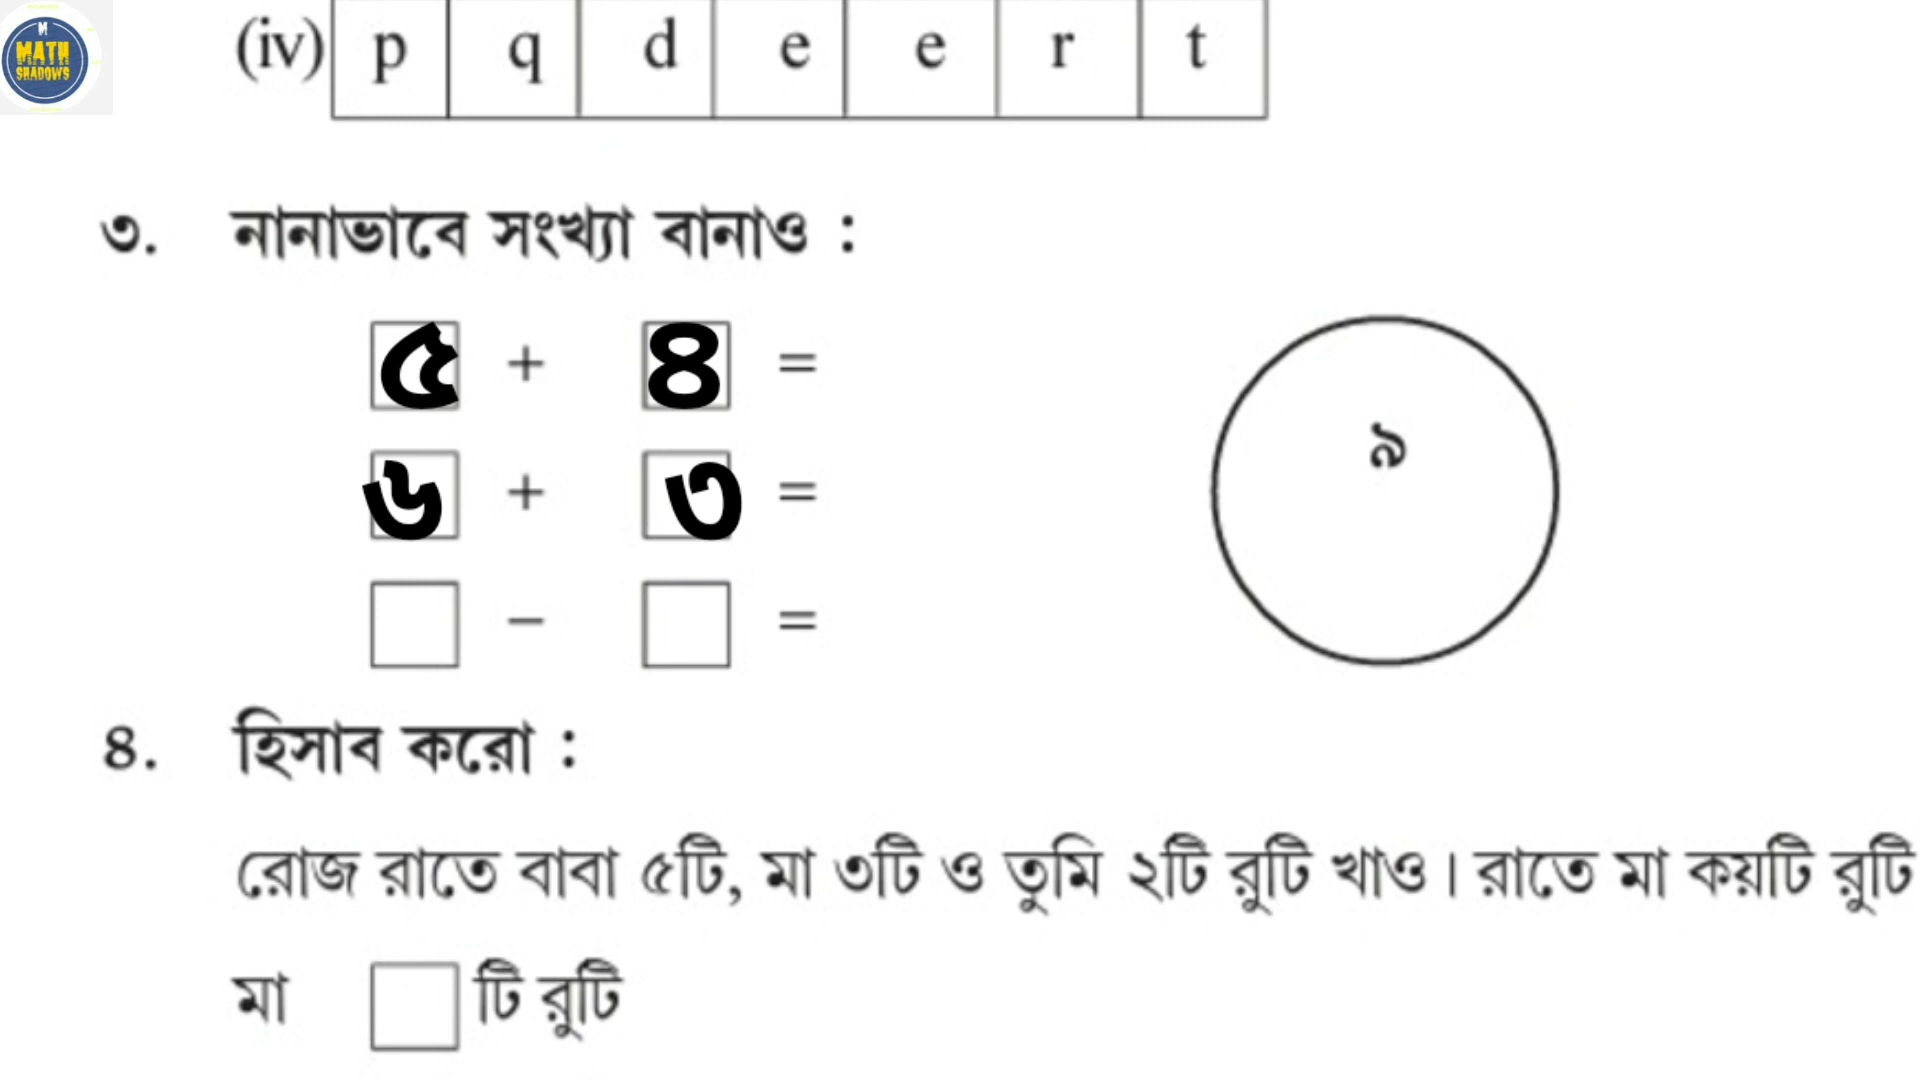 M
MATH
SHADOWS
(iv) p q d e e r t
৩. নানাভাবে সংখ্যা বানাও :
৫ + ৪ =
৬ + ৩ =
৯
− =
৪. হিসাব করো :
রোজ রাতে বাবা ৫টি, মা ৩টি ও তুমি ২টি রুটি খাও। রাতে মা কয়টি রুটি
মা টি রুটি